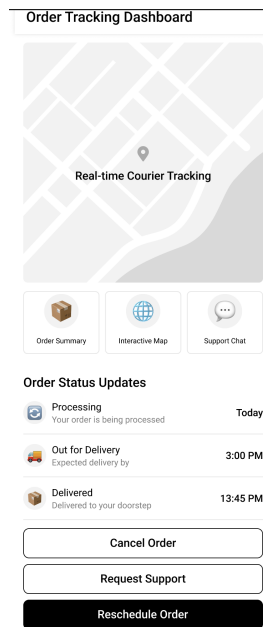 Order Tracking Dashboard
Real-time Courier Tracking
Order Summary
Interactive Map
Support Chat
Order Status Updates
Processing
Your order is being processed
Today
Out for Delivery
Expected delivery by
3:00 PM
Delivered
Delivered to your doorstep
13:45 PM
Cancel Order
Request Support
Reschedule Order